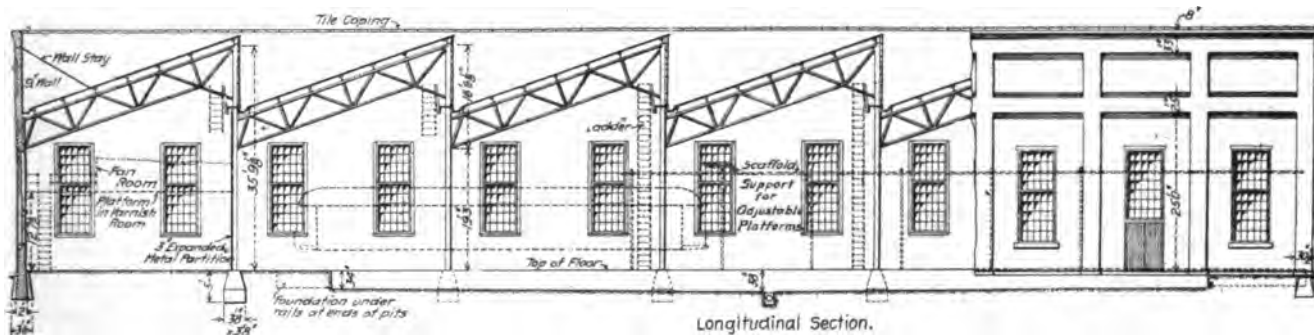 Tile Coping
8"
Wall Stay
9" Wall
Ladder
Scaffold
Fan
Room
Platform
in Varnish
Room
Support
for
Adjustable
Platforms
3" Expanded
Metal Partition
Top of Floor
Foundation under
rails at ends of pits
Longitudinal Section.